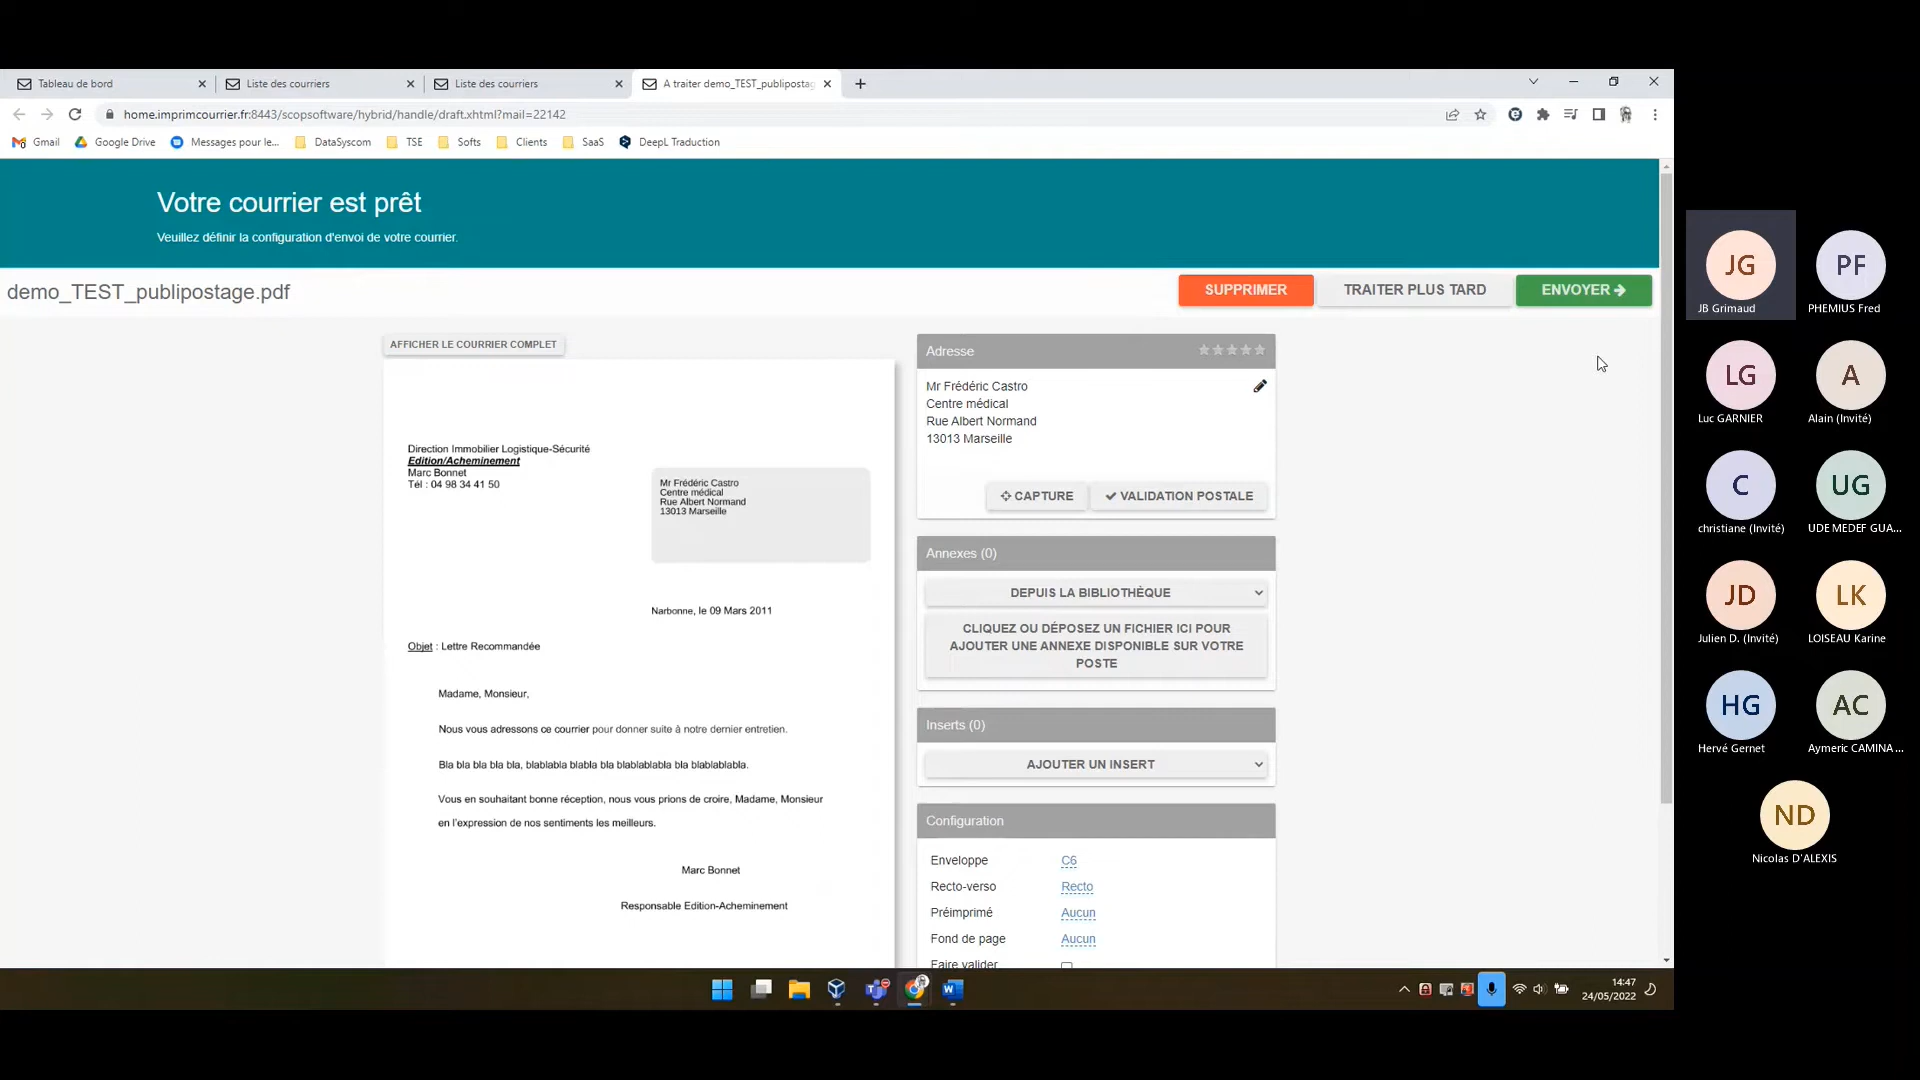 Tableau de bord
Liste des courriers
Liste des courriers
A traiter demo_TEST_publipostag
home.imprimcourrier.fr:8443/scopsoftware/hybrid/handle/draft.xhtml?mail=22142
Gmail
Google Drive
Messages pour le...
DataSyscom
TSE
Softs
Clients
SaaS
DeepL Traduction
Votre courrier est prêt
Veuillez définir la configuration d'envoi de votre courrier.
demo_TEST_publipostage.pdf
SUPPRIMER
TRAITER PLUS TARD
ENVOYER
AFFICHER LE COURRIER COMPLET
Direction Immobilier Logistique-Sécurité
Edition/Acheminement
Marc Bonnet
Tél : 04 98 34 41 50
Mr Frédéric Castro
Centre médical
Rue Albert Normand
13013 Marseille
Narbonne, le 09 Mars 2011
Objet : Lettre Recommandée
Madame, Monsieur,
Nous vous adressons ce courrier pour donner suite à notre dernier entretien.
Bla bla bla bla bla, blablabla blabla bla blablablabla bla blablablabla.
Vous en souhaitant bonne réception, nous vous prions de croire, Madame, Monsieur
en l'expression de nos sentiments les meilleurs.
Marc Bonnet
Responsable Edition-Acheminement
Adresse
Mr Frédéric Castro
Centre médical
Rue Albert Normand
13013 Marseille
CAPTURE
VALIDATION POSTALE
Annexes (0)
DEPUIS LA BIBLIOTHÈQUE
CLIQUEZ OU DÉPOSEZ UN FICHIER ICI POUR
AJOUTER UNE ANNEXE DISPONIBLE SUR VOTRE
POSTE
Inserts (0)
AJOUTER UN INSERT
Configuration
Enveloppe C6
Recto-verso Recto
Préimprimé Aucun
Fond de page Aucun
Faire valider
14:47
24/05/2022
JG
JB Grimaud
PF
PHEMIUS Fred
LG
Luc GARNIER
A
Alain (Invité)
C
christiane (Invité)
UG
UDE MEDEF GUA...
JD
Julien D. (Invité)
LK
LOISEAU Karine
HG
Hervé Gernet
AC
Aymeric CAMINA...
ND
Nicolas D'ALEXIS